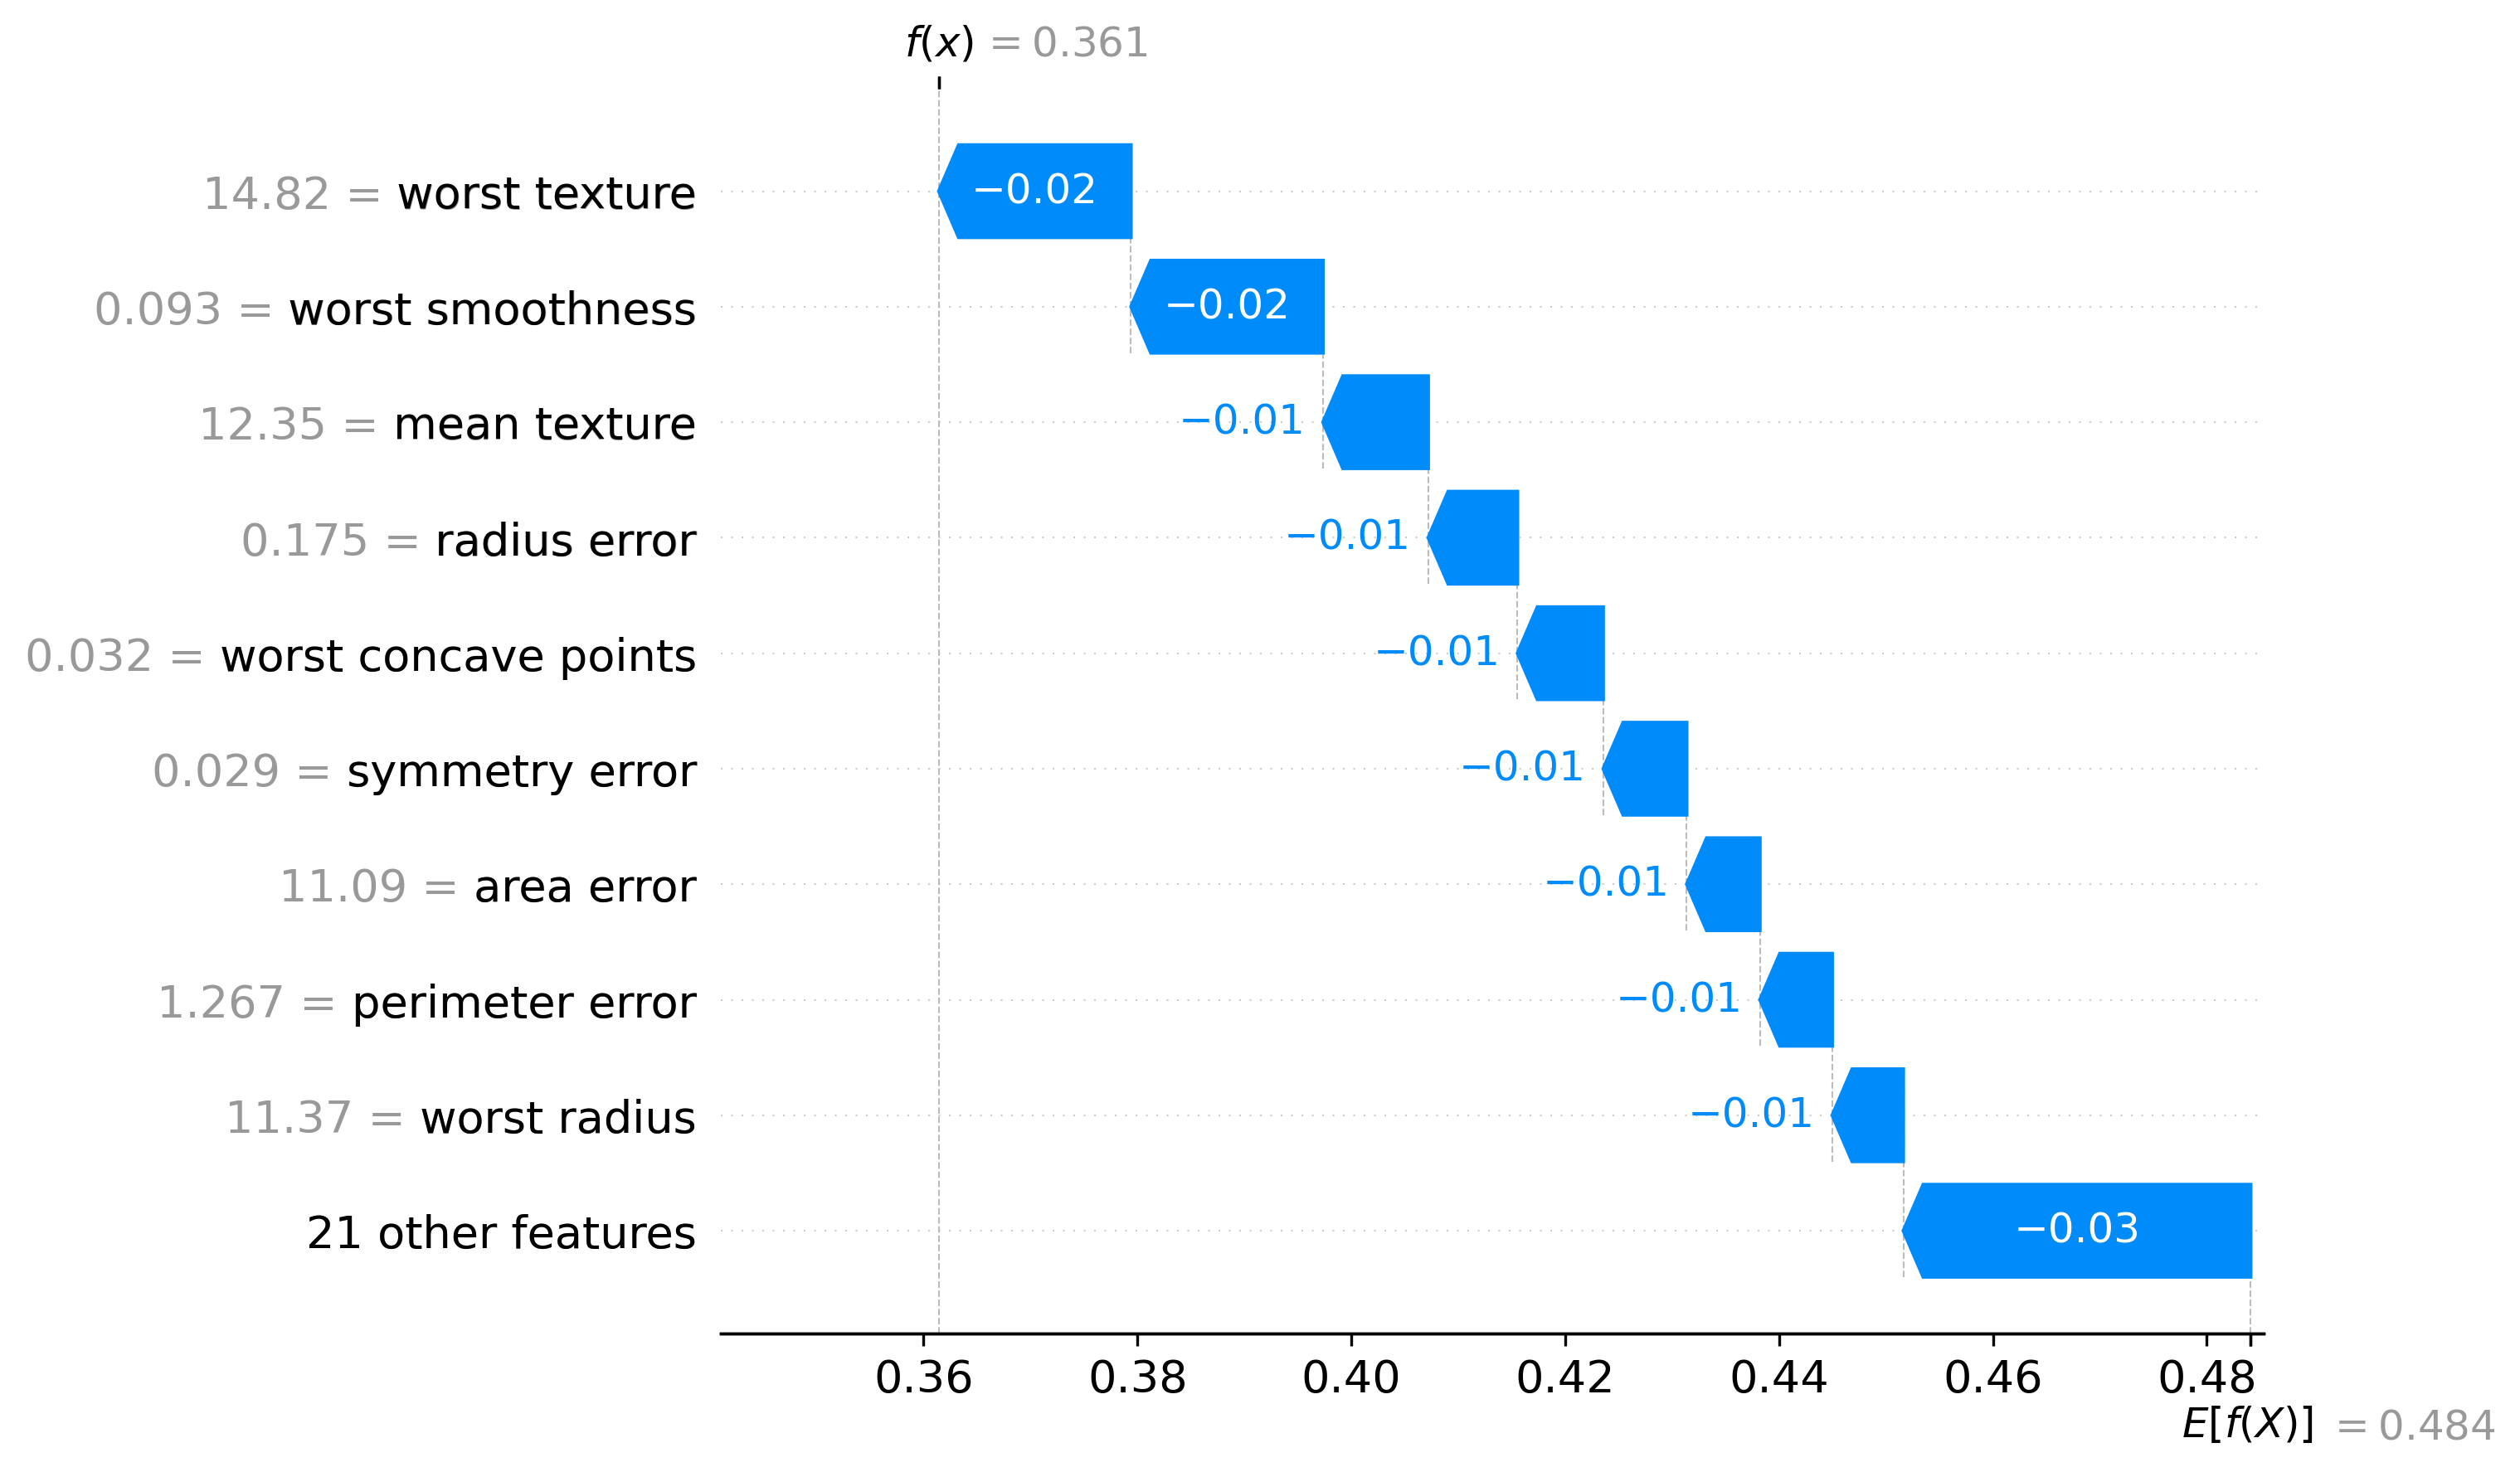 f(x) = 0.361
14.82 = worst texture
−0.02
0.093 = worst smoothness
−0.02
12.35 = mean texture
−0.01
0.175 = radius error
−0.01
0.032 = worst concave points
−0.01
0.029 = symmetry error
−0.01
11.09 = area error
−0.01
1.267 = perimeter error
−0.01
11.37 = worst radius
−0.01
21 other features
−0.03
0.36 0.38 0.40 0.42 0.44 0.46 0.48
E[f(X)] = 0.484